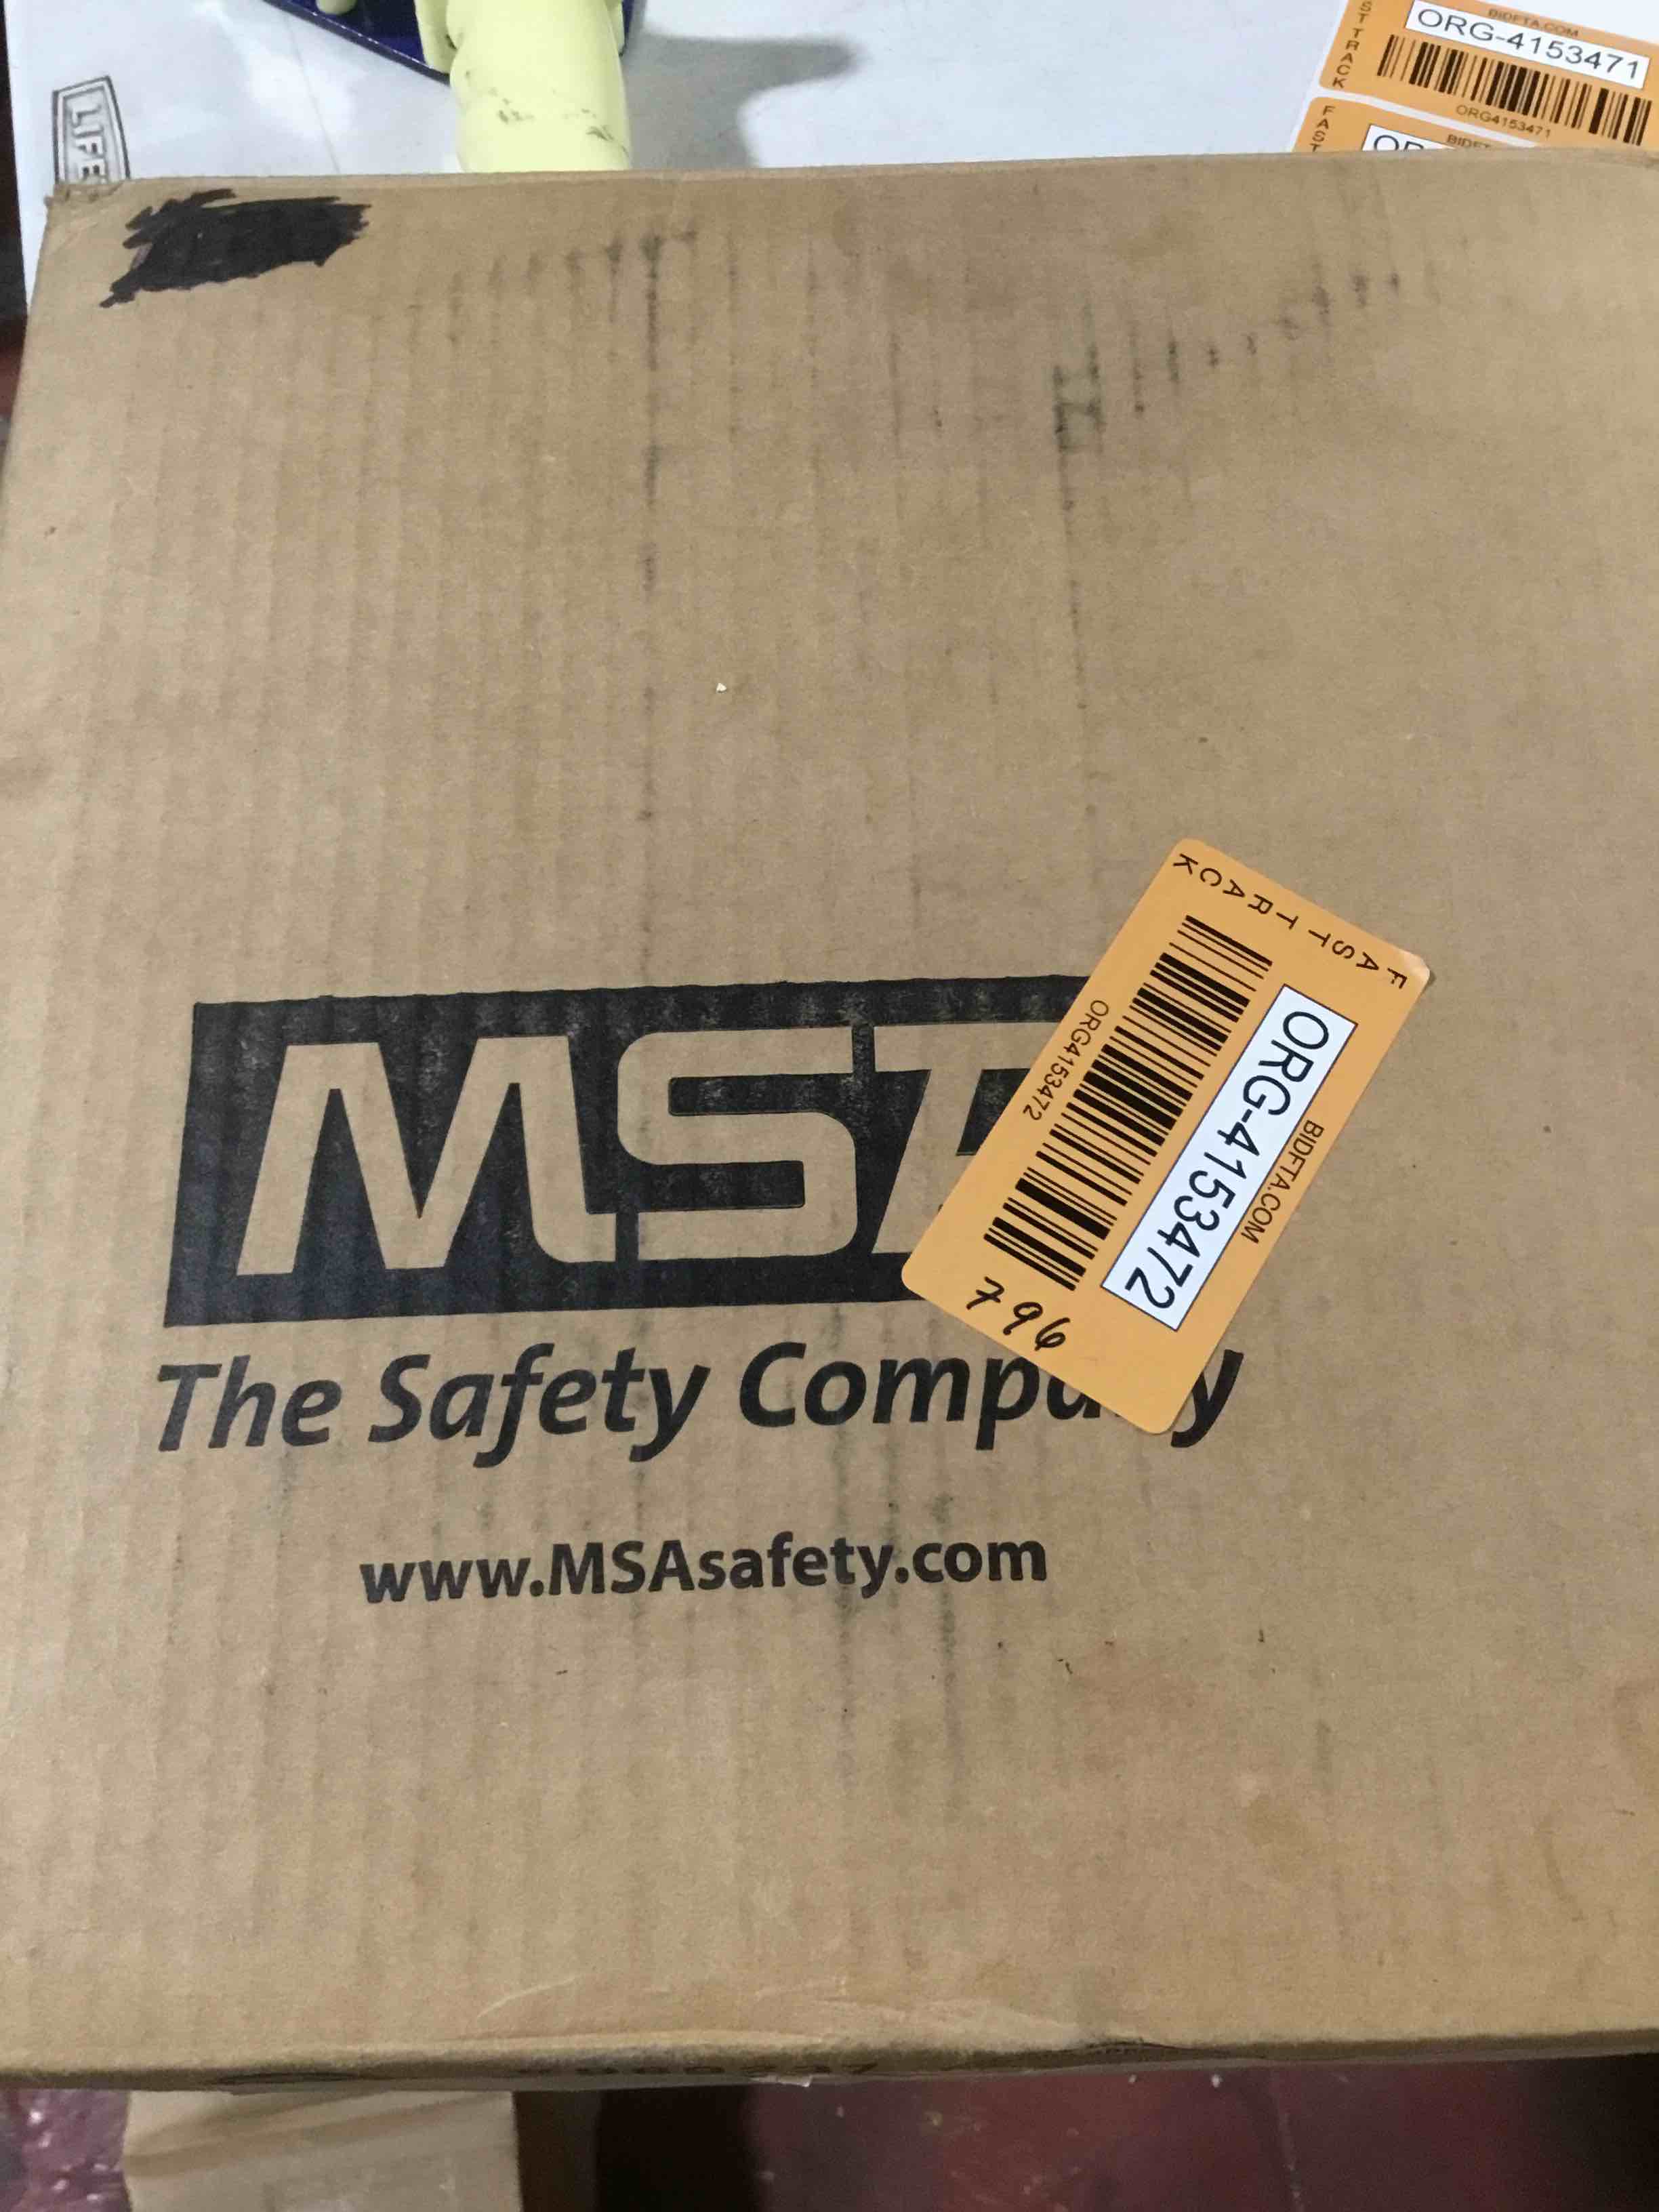 LIFE
FAST TRACK
BIDFTA.COM
ORG-4153471
ORG4153471
FAST TRACK
BIDFTA.COM
ORG-4153472
ORG4153472
796
MSA
The Safety Company
www.MSAsafety.com